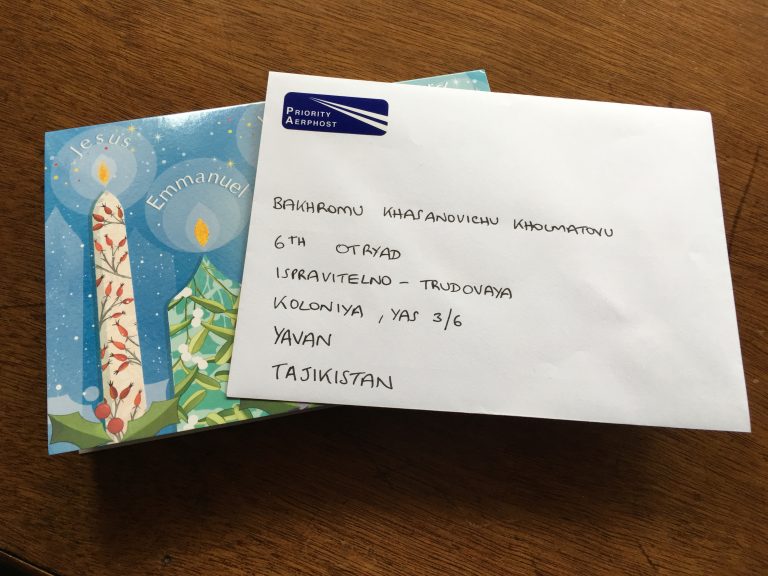 Jesus
Emmanuel
PRIORITY
AERPHOST
BAKHROMU KHASANOVICHU KHOLMATOVU
6TH OTRYAD
ISPRAVITELNO - TRUDOVAYA
KOLONIYA, YAS 3/6
YAVAN
TAJIKISTAN